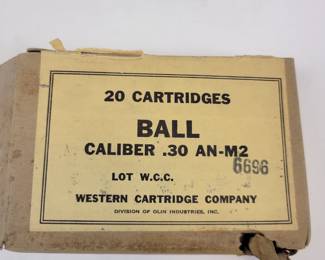 20 CARTRIDGES
BALL
CALIBER .30 AN-M2
6696
LOT W.C.C.
WESTERN CARTRIDGE COMPANY
DIVISION OF OLIN INDUSTRIES, INC.